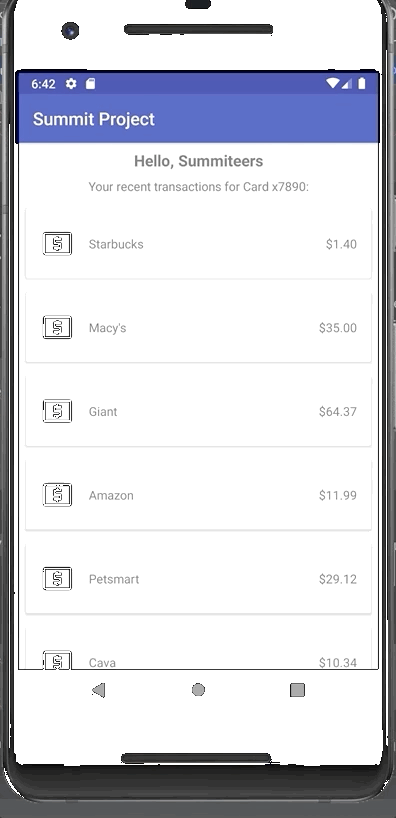 6:42
Summit Project
Hello, Summiteers
Your recent transactions for Card x7890:
Starbucks $1.40
Macy's $35.00
Giant $64.37
Amazon $11.99
Petsmart $29.12
Cava $10.34